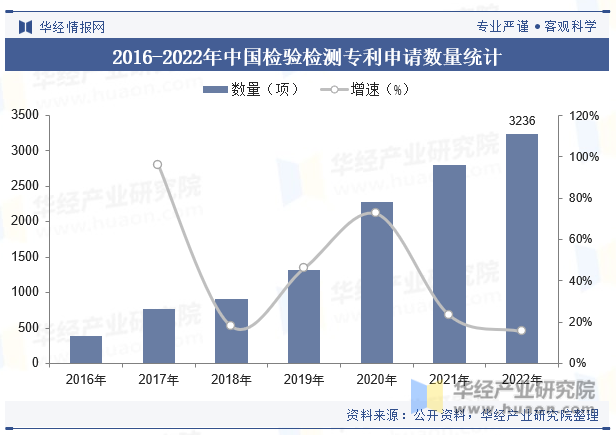 华经情报网
专业严谨 • 客观科学
2016-2022年中国检验检测专利申请数量统计
数量（项） 增速（%）
3500 120%
3000 100%
2500 80%
2000 60%
1500 40%
1000 20%
500 0%
0
3236
2016年 2017年 2018年 2019年 2020年 2021年 2022年
华经产业研究院
www.huaon.com
资料来源：公开资料，华经产业研究院整理